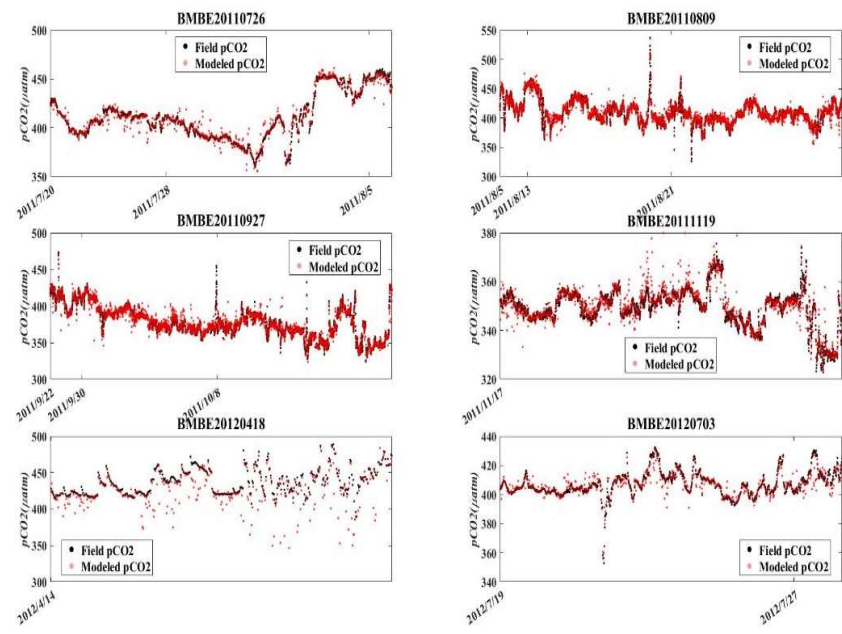 BMBE20110726
500
450
400
350
pCO2(μatm)
Field pCO2
Modeled pCO2
2011/7/20
2011/7/28
2011/8/5
BMBE20110809
550
500
450
400
350
300
pCO2(μatm)
Field pCO2
Modeled pCO2
2011/8/5
2011/8/13
2011/8/21
BMBE20110927
500
450
400
350
300
pCO2(μatm)
Field pCO2
Modeled pCO2
2011/9/22
2011/9/30
2011/10/8
BMBE20111119
380
360
340
320
pCO2(μatm)
Field pCO2
Modeled pCO2
2011/11/17
BMBE20120418
500
450
400
350
300
pCO2(μatm)
Field pCO2
Modeled pCO2
2012/4/14
BMBE20120703
440
420
400
380
360
340
pCO2(μatm)
Field pCO2
Modeled pCO2
2012/7/19
2012/7/27